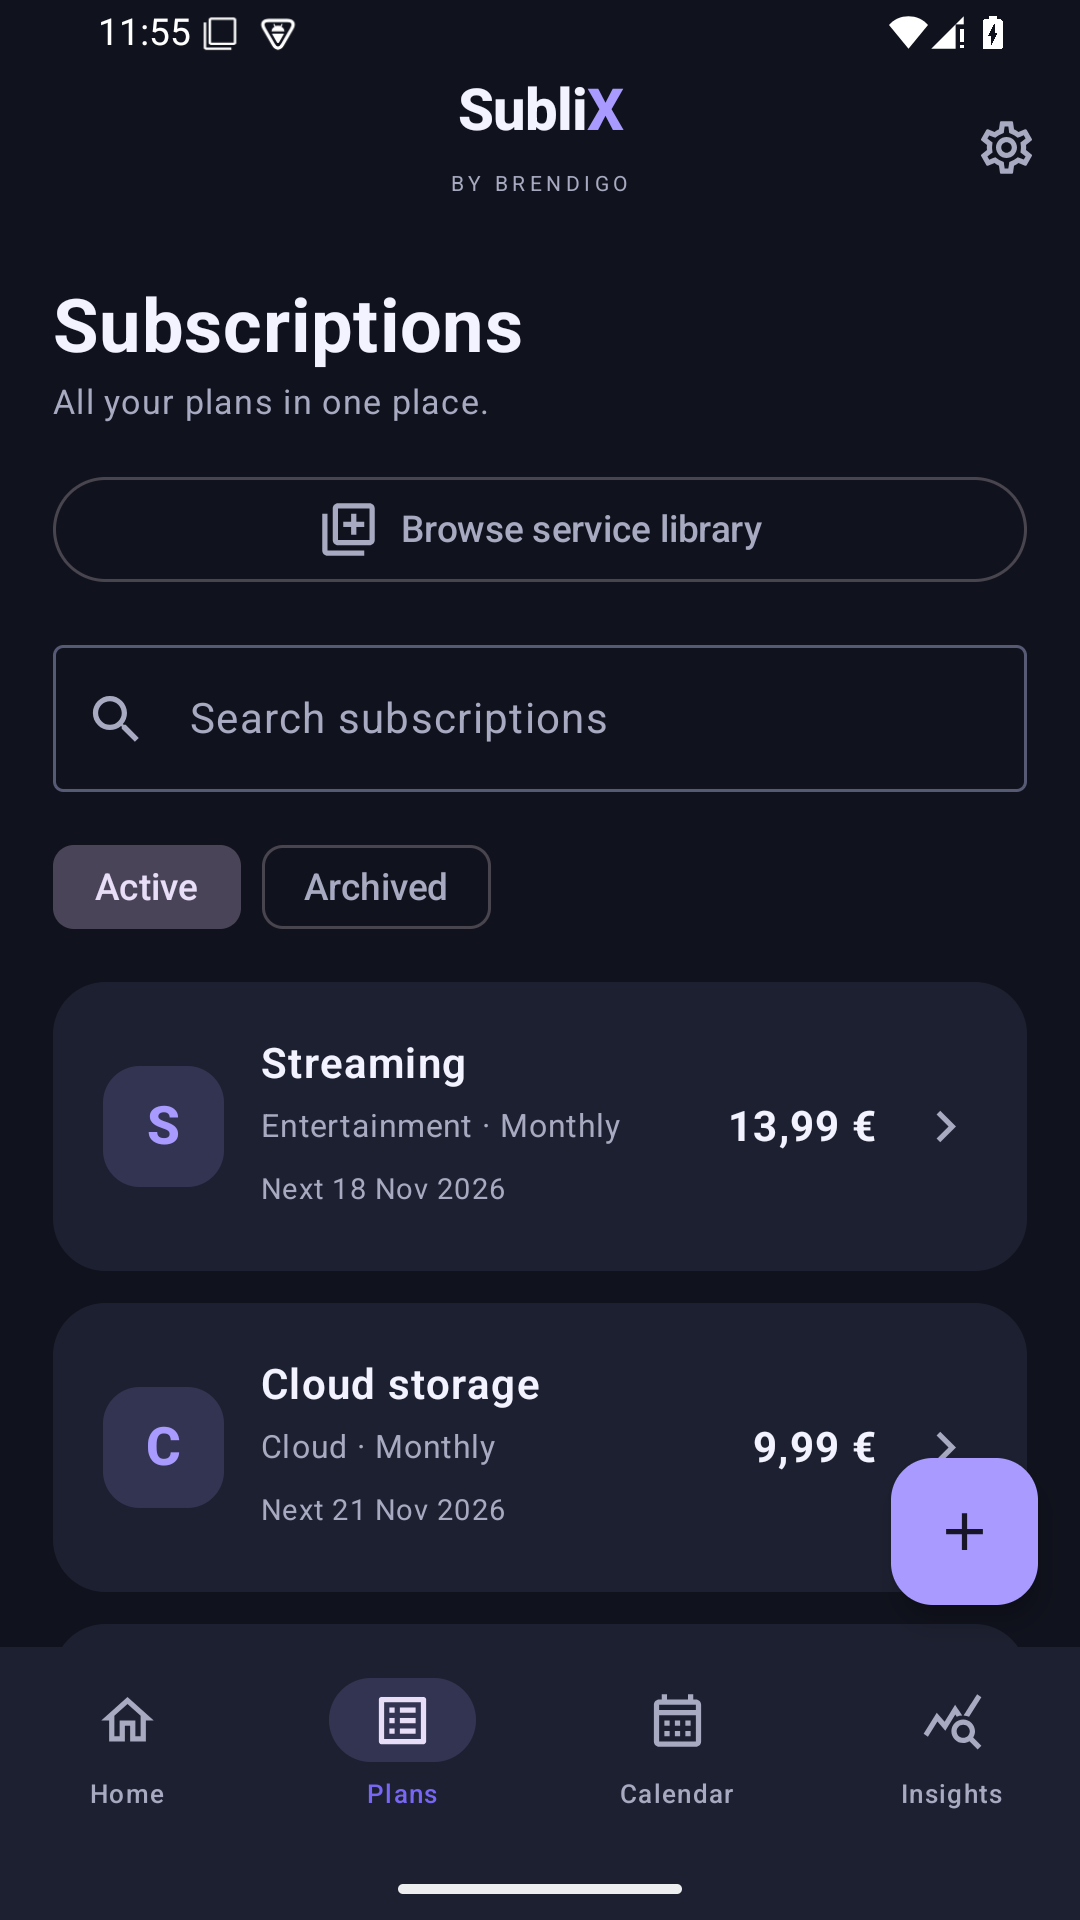 11:55
SubliX
BY BRENDIGO
Subscriptions
All your plans in one place.
Browse service library
Search subscriptions
Active
Archived
S
Streaming
Entertainment · Monthly
Next 18 Nov 2026
13,99 €
C
Cloud storage
Cloud · Monthly
Next 21 Nov 2026
9,99 €
Home
Plans
Calendar
Insights